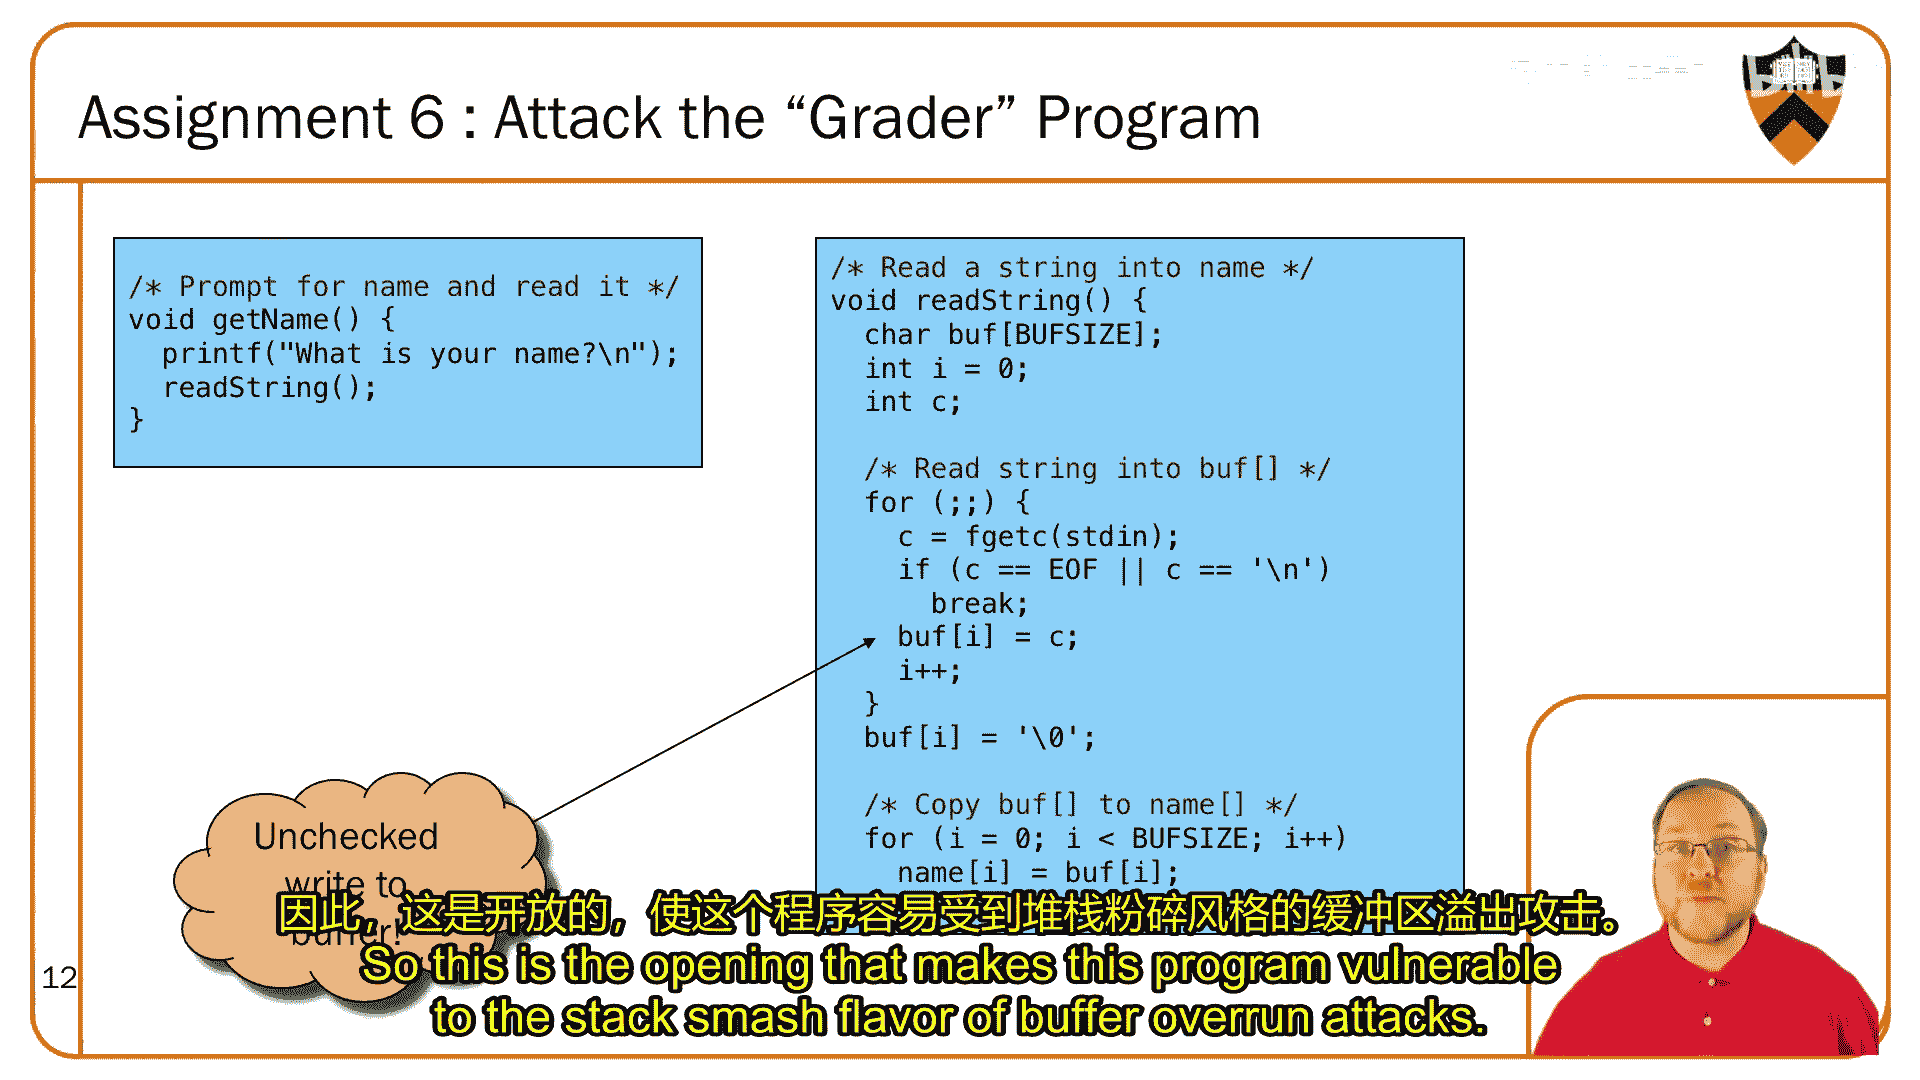 Assignment 6 : Attack the “Grader” Program
/* Prompt for name and read it */
void getName() {
  printf("What is your name?\n");
  readString();
}
/* Read a string into name */
void readString() {
  char buf[BUFSIZE];
  int i = 0;
  int c;
  /* Read string into buf[] */
  for (;;) {
    c = fgetc(stdin);
    if (c == EOF || c == '\n')
      break;
    buf[i] = c;
    i++;
  }
  buf[i] = '\0';
  /* Copy buf[] to name[] */
  for (i = 0; i < BUFSIZE; i++)
    name[i] = buf[i];
Unchecked
write to
buffer!
因此，这是开放的，使这个程序容易受到堆栈粉碎风格的缓冲区溢出攻击。
So this is the opening that makes this program vulnerable
to the stack smash flavor of buffer overrun attacks.
12